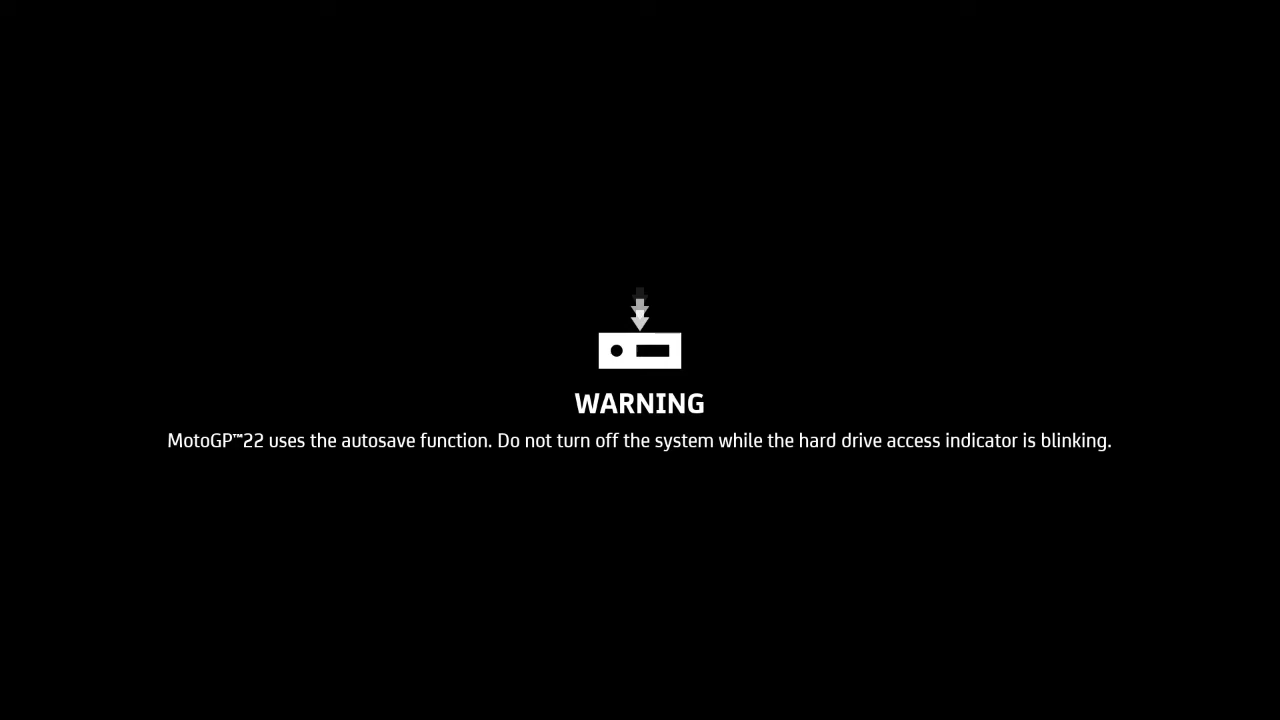 WARNING
MotoGP™22 uses the autosave function. Do not turn off the system while the hard drive access indicator is blinking.